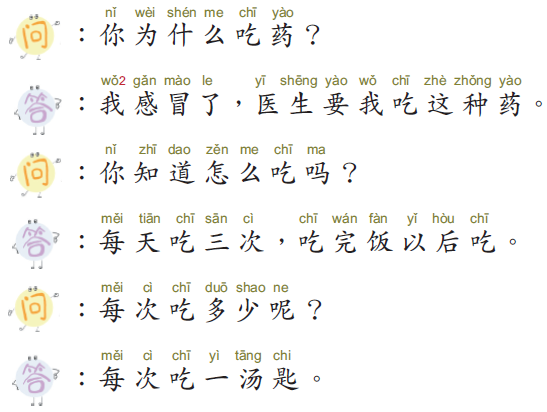 nǐ wèi shén me chī yào
问：你为什么吃药？
wǒ2 gǎn mào le yī shēng yào wǒ chī zhè zhǒng yào
答：我感冒了，医生要我吃这种药。
nǐ zhī dao zěn me chī ma
问：你知道怎么吃吗？
měi tiān chī sān cì chī wán fàn yǐ hòu chī
答：每天吃三次，吃完饭以后吃。
měi cì chī duō shao ne
问：每次吃多少呢？
měi cì chī yì tāng chi
答：每次吃一汤匙。